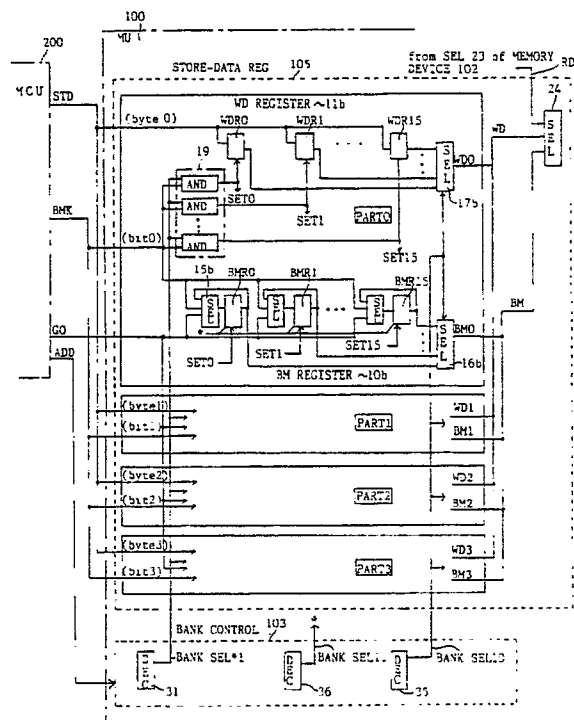 100
MU
200
MCU
STD
BMK
GO
ADD
STORE-DATA REG
105
from SEL 23 of MEMORY
DEVICE 102
RD
24
SEL
WD REGISTER ~11b
(byte 0)
WDR0
WDR1
WDR15
WD
WD0
SEL
17b
19
AND
AND
AND
SET0
SET1
SET15
PART0
(bit0)
15b
BMR0
BMR1
BMR15
SEL
SEL
SEL
SEL
BM
BM0
16b
SET0
SET1
SET15
BM REGISTER ~10b
(byte1)
(bit1)
PART1
WD1
BM1
(byte2)
(bit2)
PART2
WD2
BM2
(byte3)
(bit3)
PART3
WD3
BM3
BANK CONTROL
103
DEC
BANK SEL*1
31
DEC
36
DEC
35